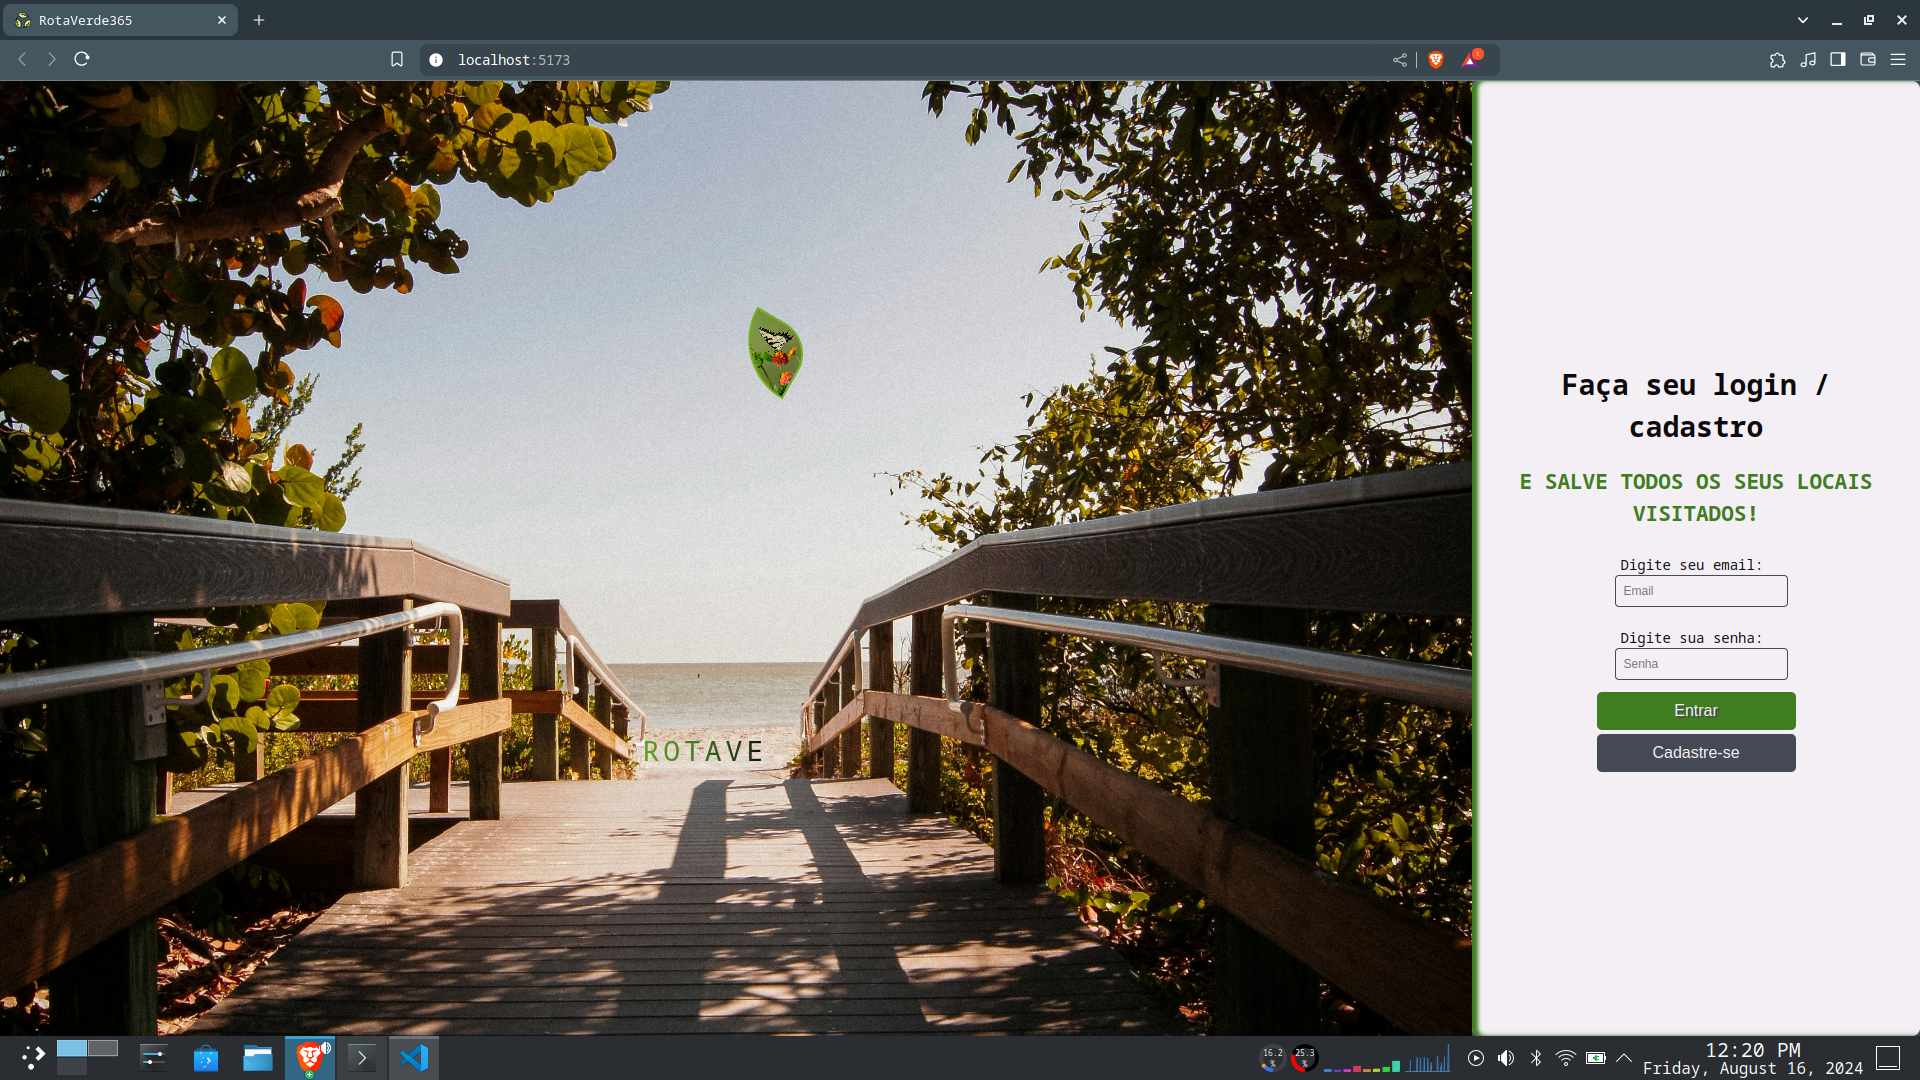 RotaVerde365
localhost:5173
1
Faça seu login /
cadastro
E SALVE TODOS OS SEUS LOCAIS
VISITADOS!
Digite seu email:
Email
Digite sua senha:
Senha
Entrar
Cadastre-se
ROTAVE
16.2
%
25.3
%
12:20 PM
Friday, August 16, 2024